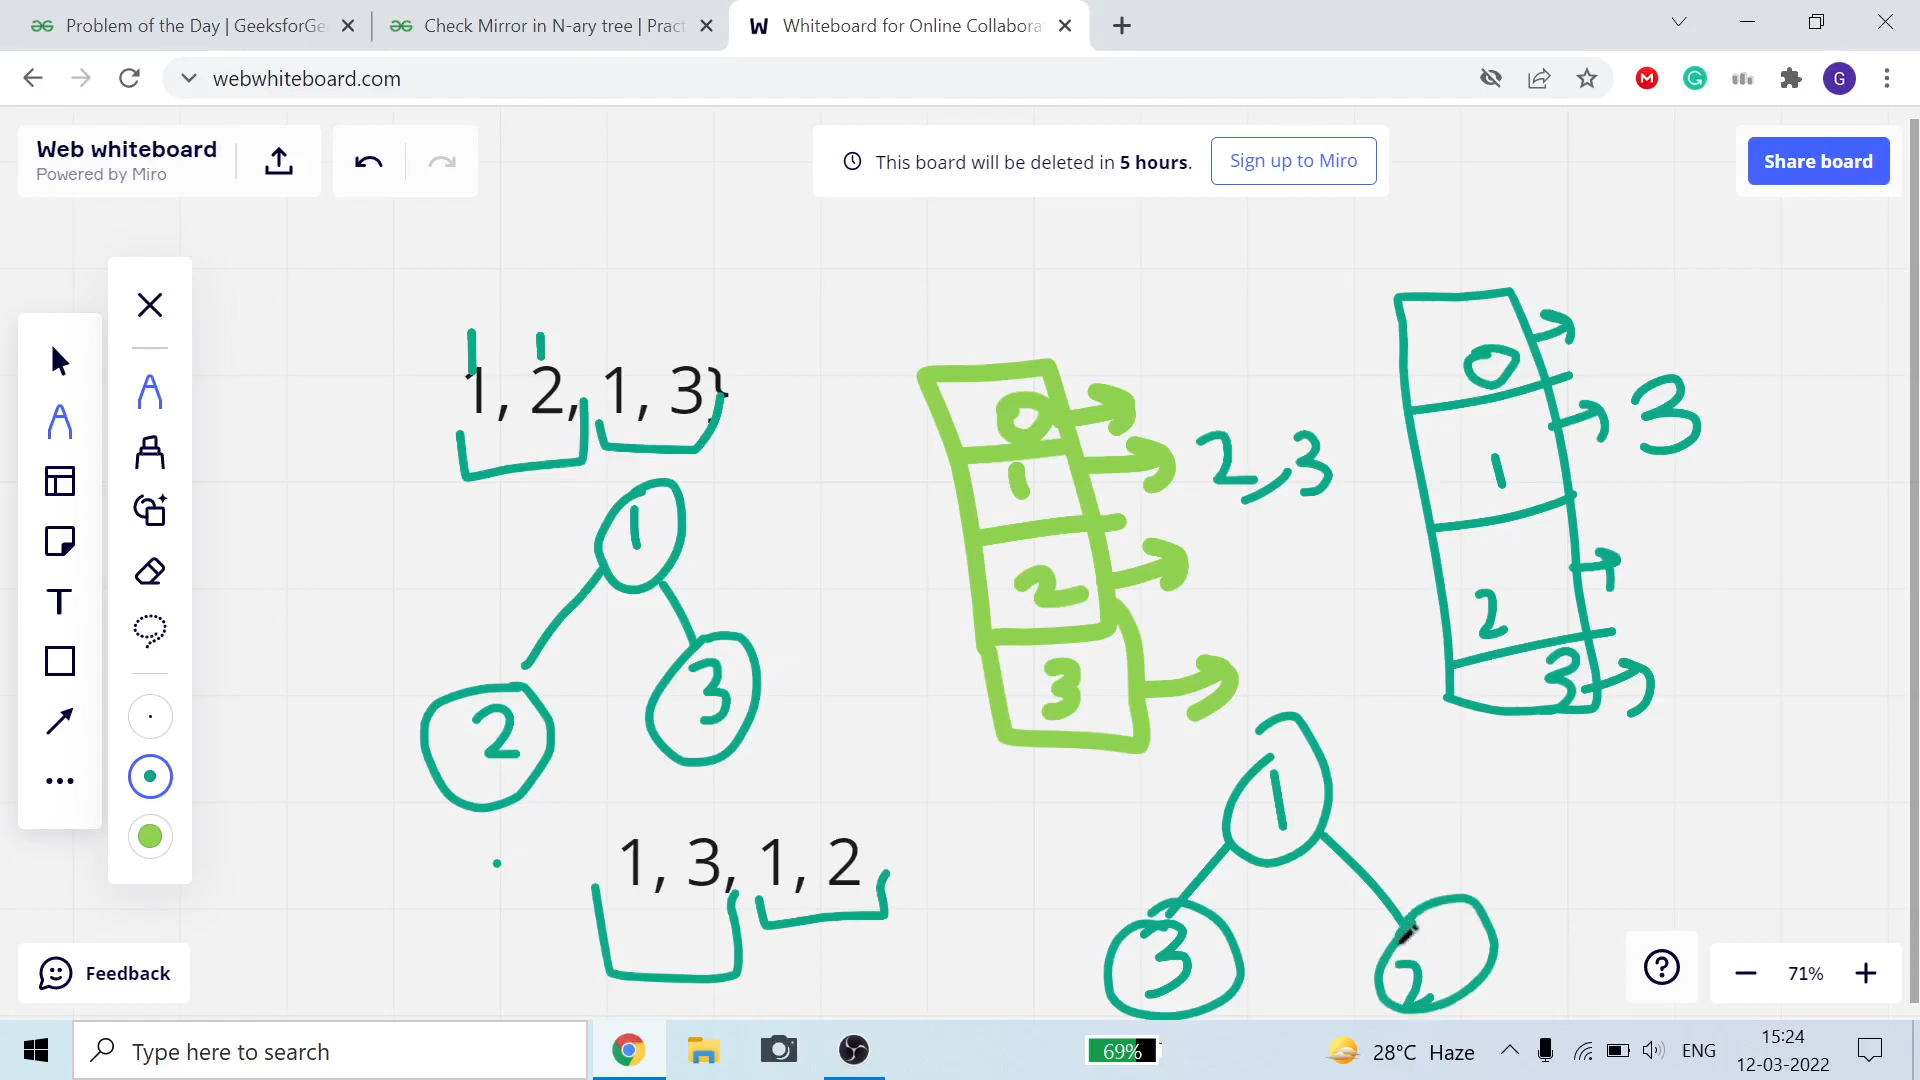 Problem of the Day | GeeksforGe
Check Mirror in N-ary tree | Pract
Whiteboard for Online Collabora
webwhiteboard.com
M
G
G
Web whiteboard
Powered by Miro
This board will be deleted in 5 hours.
Sign up to Miro
Share board
1, 2, 1, 3}
1
2
3
0
1
2
3
2,3
0
1
2
3
3
1, 3, 1, 2
1
3
2
T
Feedback
71%
Type here to search
69%
28°C Haze
ENG
15:24
12-03-2022